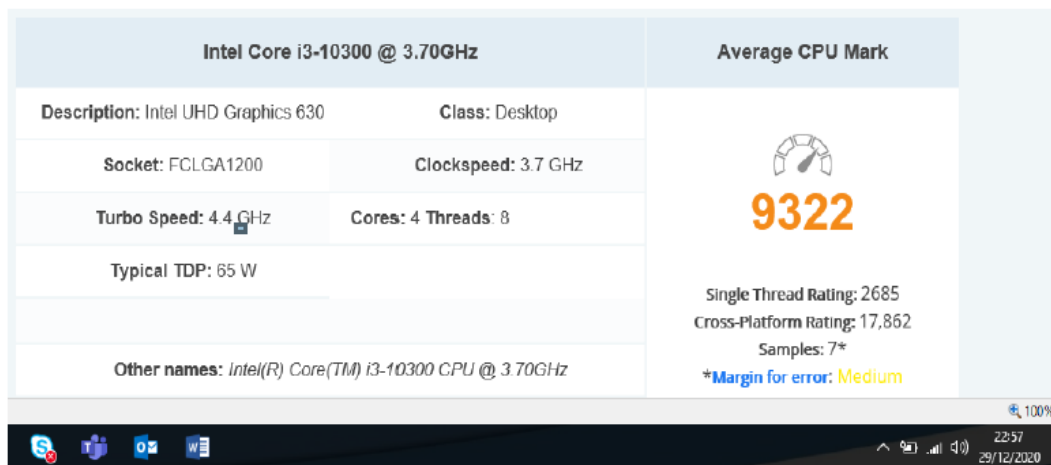 Intel Core i3-10300 @ 3.70GHz
Average CPU Mark
Description: Intel UHD Graphics 630
Class: Desktop
Socket: FCLGA1200
Clockspeed: 3.7 GHz
Turbo Speed: 4.4 GHz
Cores: 4 Threads: 8
Typical TDP: 65 W
Other names: Intel(R) Core(TM) i3-10300 CPU @ 3.70GHz
9322
Single Thread Rating: 2685
Cross-Platform Rating: 17,862
Samples: 7*
*Margin for error: Medium
100%
22:57
29/12/2020